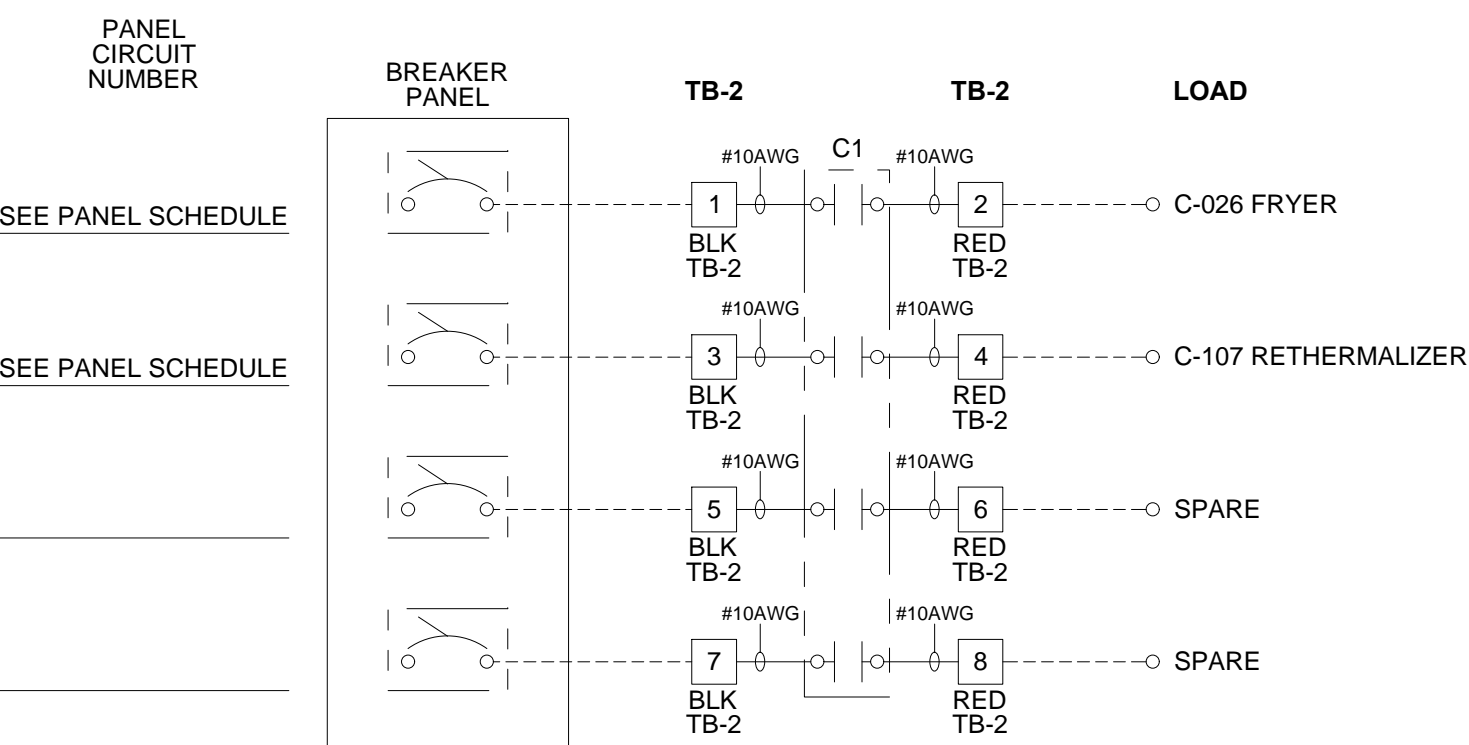 PANEL
CIRCUIT
NUMBER
BREAKER
PANEL
TB-2
TB-2
LOAD
#10AWG
C1
#10AWG
SEE PANEL SCHEDULE
1
2
C-026 FRYER
BLK
TB-2
RED
TB-2
#10AWG
#10AWG
SEE PANEL SCHEDULE
3
4
C-107 RETHERMALIZER
BLK
TB-2
RED
TB-2
#10AWG
#10AWG
5
6
SPARE
BLK
TB-2
RED
TB-2
#10AWG
#10AWG
7
8
SPARE
BLK
TB-2
RED
TB-2